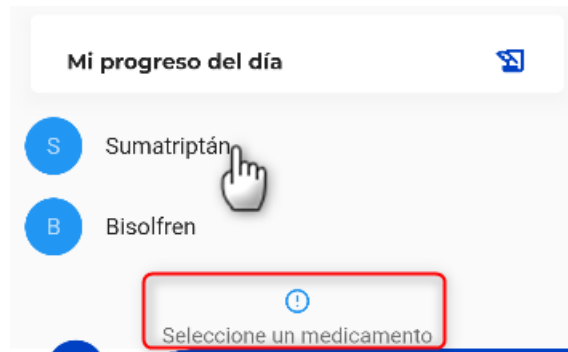 Mi progreso del día
S
Sumatriptán
B
Bisolfren
Seleccione un medicamento